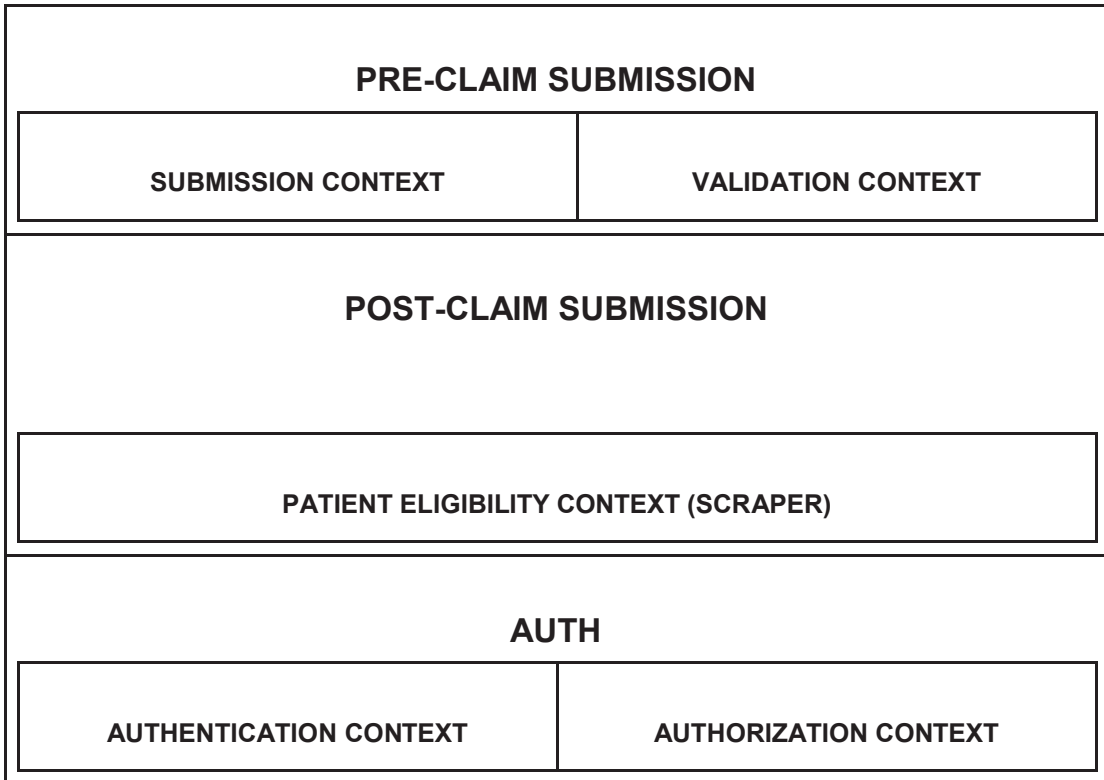 PRE-CLAIM SUBMISSION
SUBMISSION CONTEXT
VALIDATION CONTEXT
POST-CLAIM SUBMISSION
PATIENT ELIGIBILITY CONTEXT (SCRAPER)
AUTH
AUTHENTICATION CONTEXT
AUTHORIZATION CONTEXT